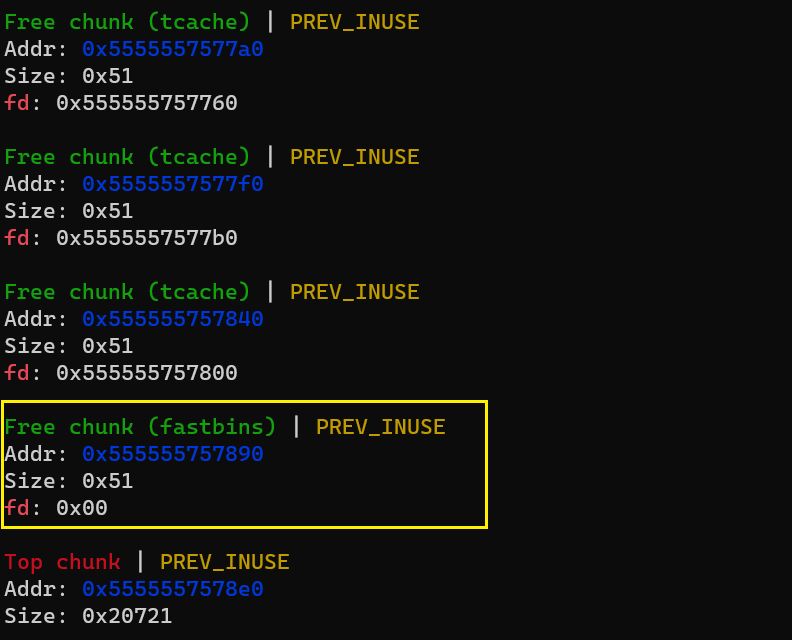 Free chunk (tcache) | PREV_INUSE
Addr: 0x5555557577a0
Size: 0x51
fd: 0x555555757760
Free chunk (tcache) | PREV_INUSE
Addr: 0x5555557577f0
Size: 0x51
fd: 0x5555557577b0
Free chunk (tcache) | PREV_INUSE
Addr: 0x555555757840
Size: 0x51
fd: 0x555555757800
Free chunk (fastbins) | PREV_INUSE
Addr: 0x555555757890
Size: 0x51
fd: 0x00
Top chunk | PREV_INUSE
Addr: 0x5555557578e0
Size: 0x20721